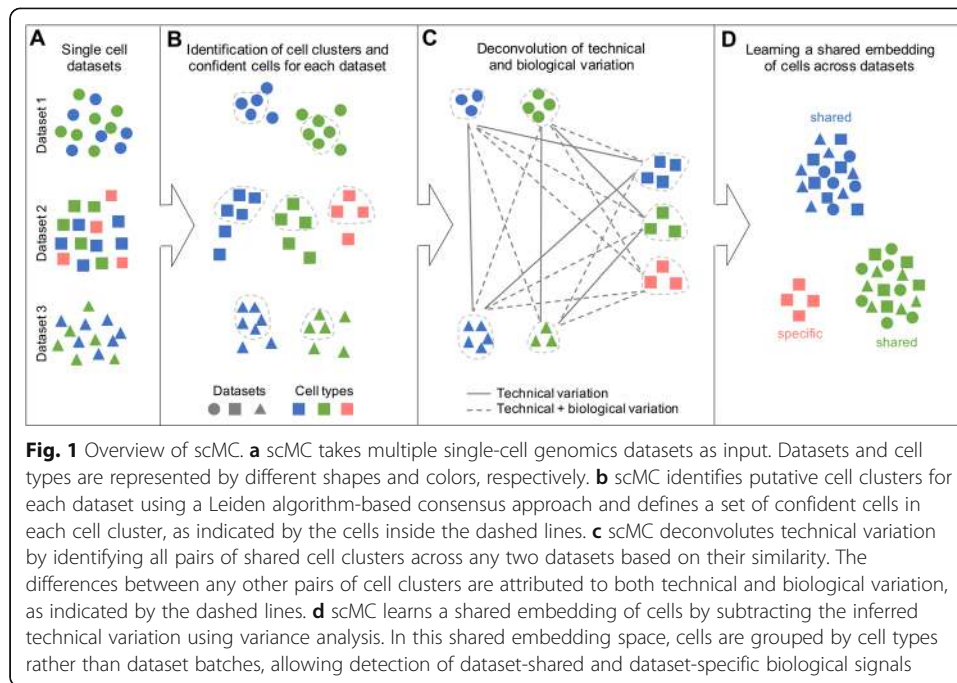 A
Single cell
datasets
B
Identification of cell clusters and
confident cells for each dataset
C
Deconvolution of technical
and biological variation
D
Learning a shared embedding
of cells across datasets
Dataset 1
Dataset 2
Dataset 3
Datasets
Cell types
Technical variation
Technical + biological variation
shared
specific
shared
Fig. 1 Overview of scMC. a scMC takes multiple single-cell genomics datasets as input. Datasets and cell
types are represented by different shapes and colors, respectively. b scMC identifies putative cell clusters for
each dataset using a Leiden algorithm-based consensus approach and defines a set of confident cells in
each cell cluster, as indicated by the cells inside the dashed lines. c scMC deconvolutes technical variation
by identifying all pairs of shared cell clusters across any two datasets based on their similarity. The
differences between any other pairs of cell clusters are attributed to both technical and biological variation,
as indicated by the dashed lines. d scMC learns a shared embedding of cells by subtracting the inferred
technical variation using variance analysis. In this shared embedding space, cells are grouped by cell types
rather than dataset batches, allowing detection of dataset-shared and dataset-specific biological signals